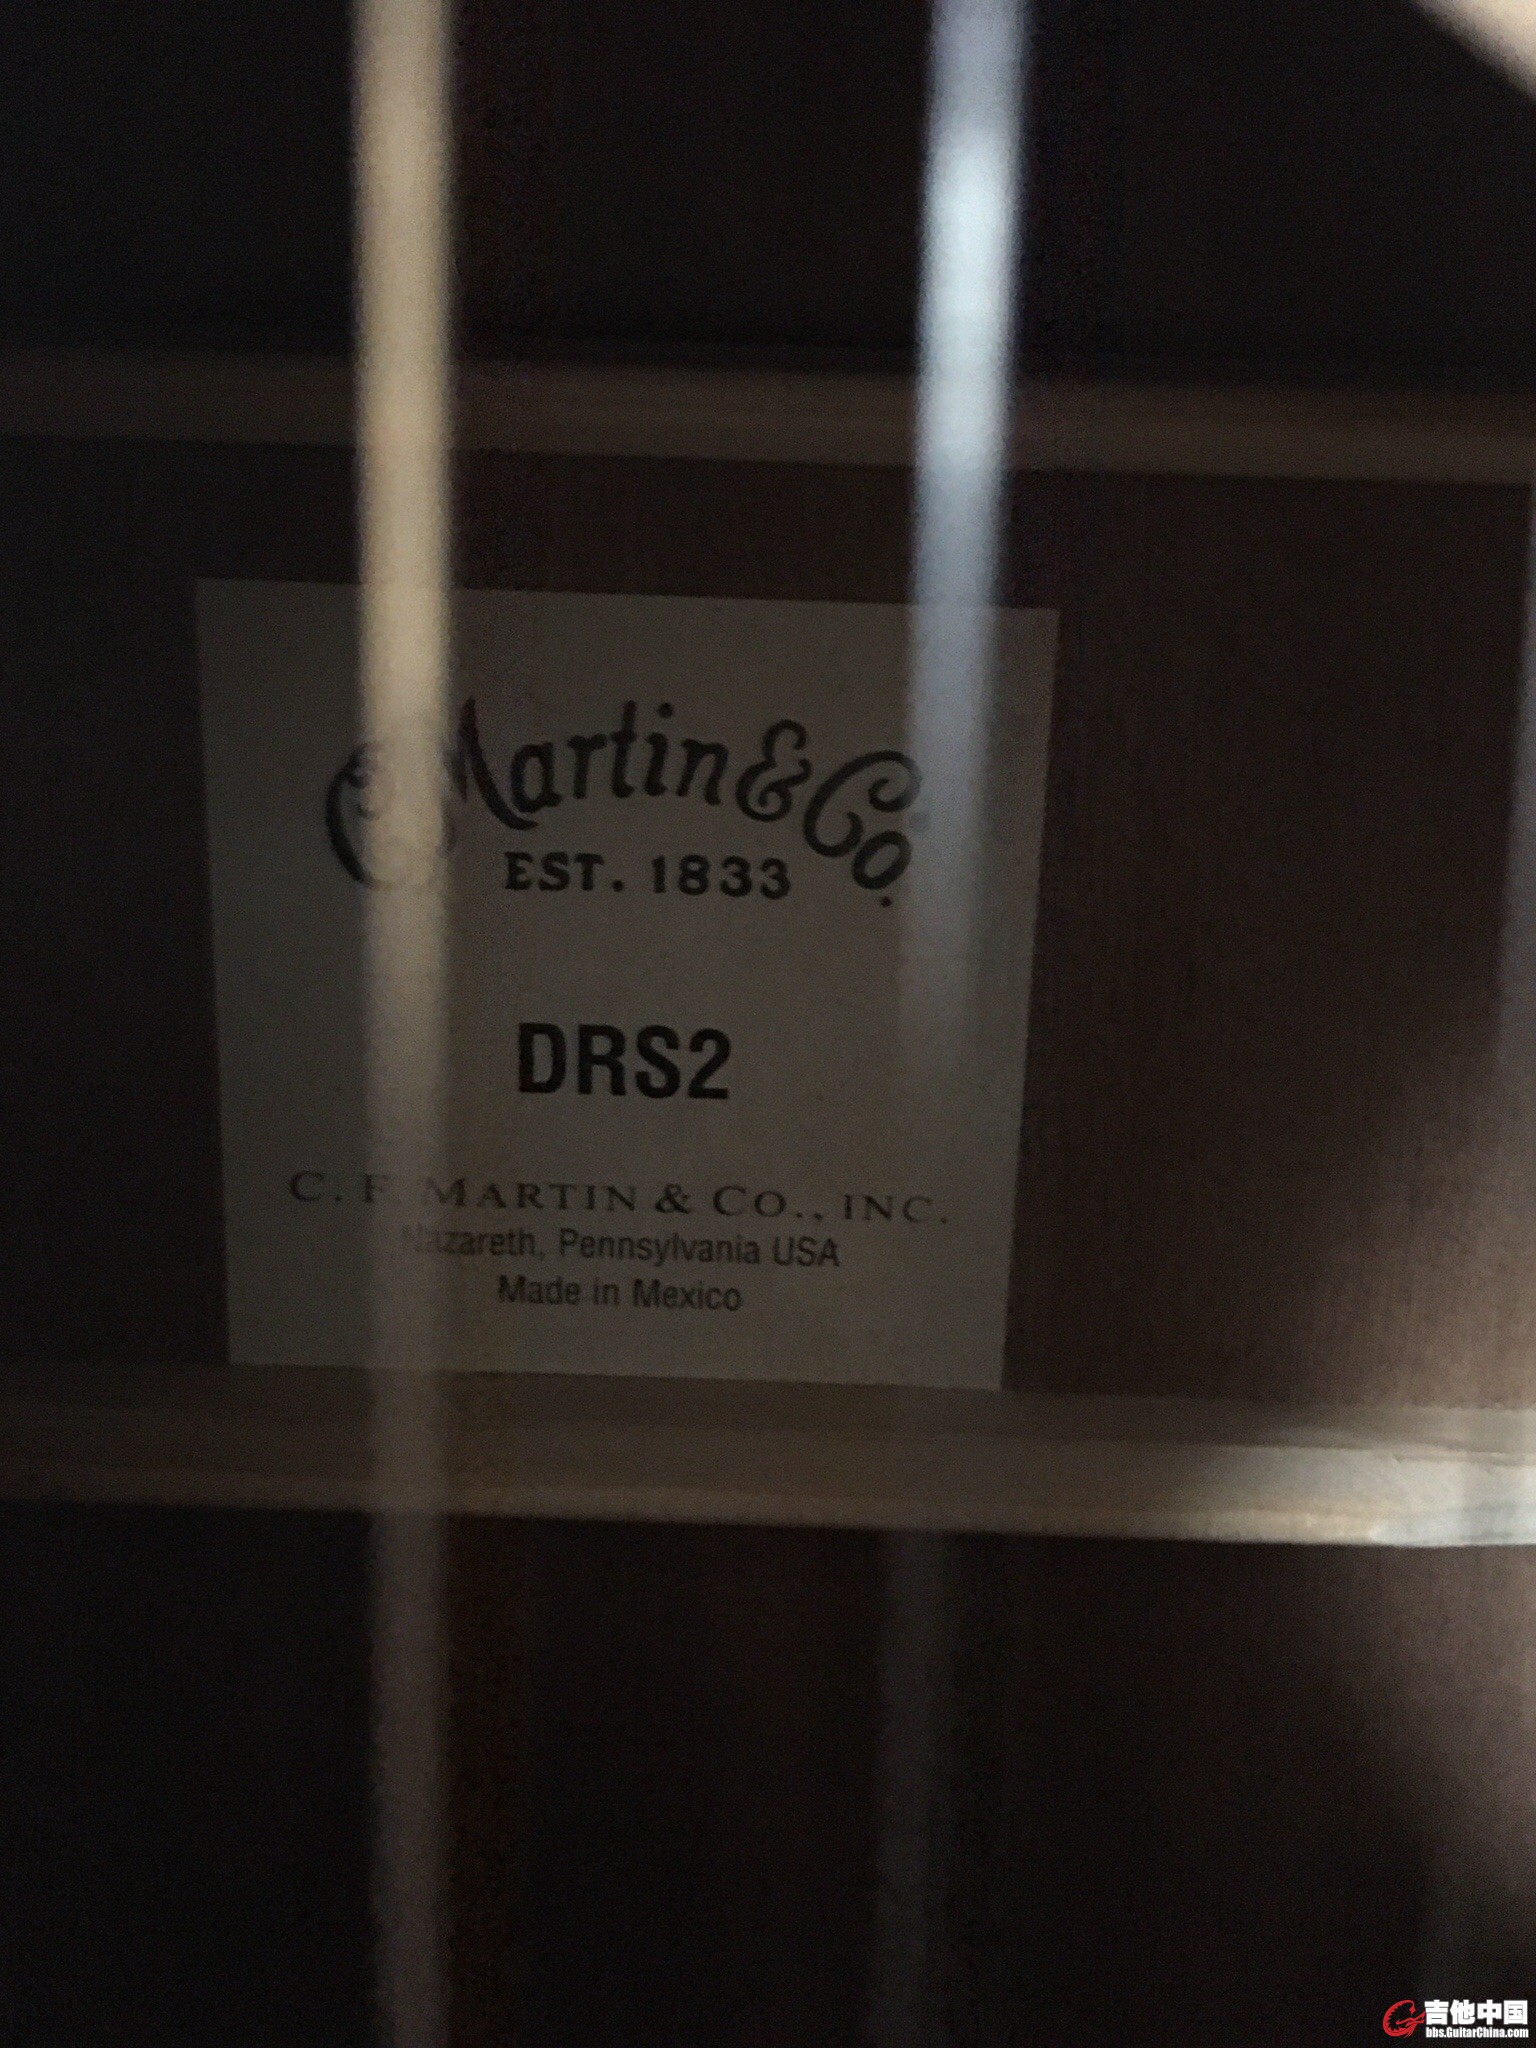 C. F. Martin & Co.
EST. 1833
DRS2
C. F. MARTIN & CO., INC.
Nazareth, Pennsylvania USA
Made in Mexico
吉他中国
bbs.GuitarChina.com